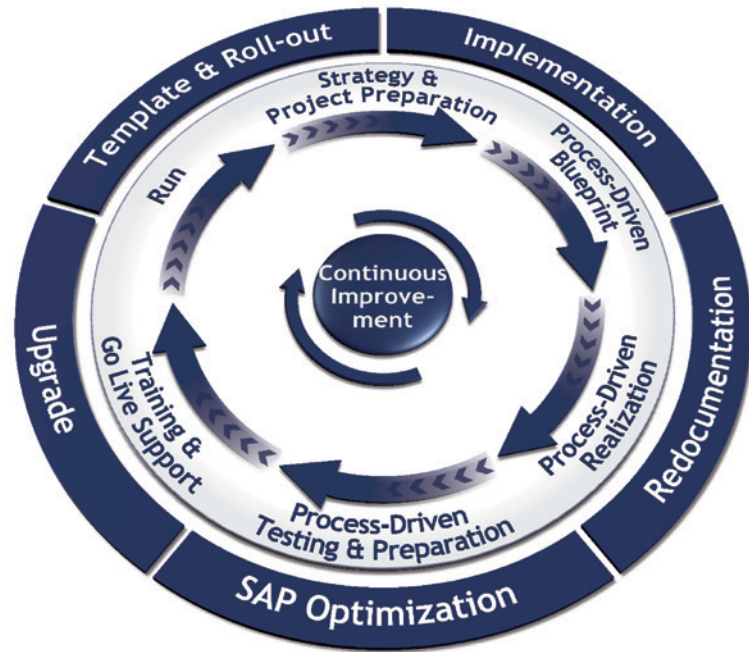 Template & Roll-out
Implementation
Redocumentation
SAP Optimization
Upgrade
Strategy &
Project Preparation
Process-Driven
Blueprint
Process-Driven
Realization
Process-Driven
Testing & Preparation
Training &
Go Live Support
Run
Continuous
Improve-
ment